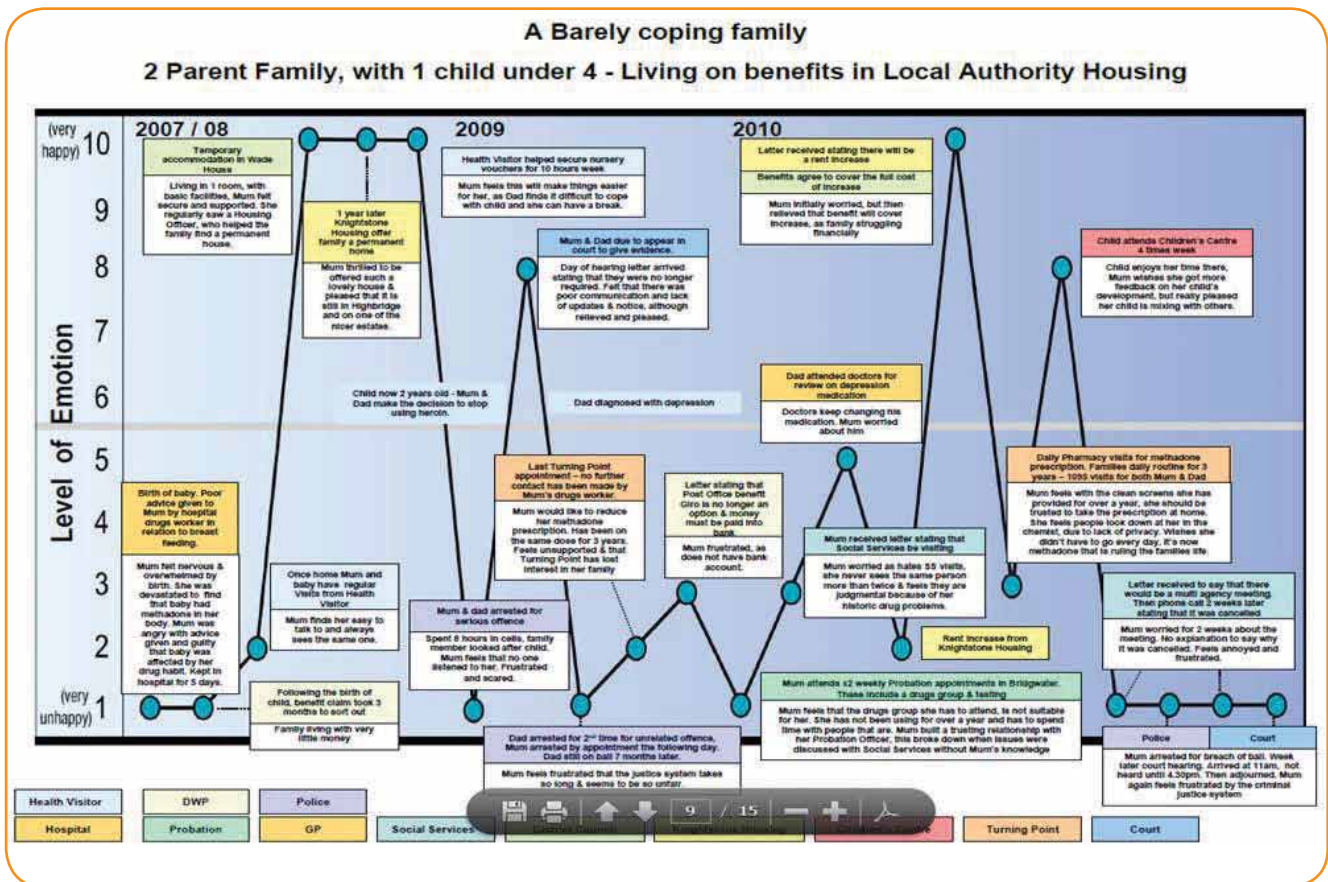 A Barely coping family
2 Parent Family, with 1 child under 4 - Living on benefits in Local Authority Housing
Level of Emotion
(very
happy) 10
9
8
7
6
5
4
3
2
(very
unhappy) 1
2007 / 08
2009
2010
Temporary
accommodation in Wade
House
Living in 1 room, with
basic facilities, Mum felt
secure and supported. She
regularly saw a Housing
Officer, who helped the
family find a permanent
house.
1 year later
Knightstone
Housing offer
family a permanent
home
Mum thrilled to be
offered such a
lovely house &
pleased that it is
still in Highbridge
and on one of the
nicer estates.
Health Visitor helped secure nursery
vouchers for 10 hours week
Mum feels this will make things easier
for her, as Dad finds it difficult to cope
with child and she can have a break.
Mum & Dad due to appear in
court to give evidence.
Day of hearing letter arrived
stating that they were no longer
required. Felt that there was
poor communication and lack
of updates & notice, although
relieved and pleased.
Letter received stating there will be
a rent increase
Benefits agree to cover the full cost
of increase
Mum initially worried, but then
relieved that benefit will cover
increase, as family struggling
financially
Child attends Children's Centre
4 times week
Child enjoys her time there,
Mum wishes she got more
feedback on her child's
development, but really pleased
her child is mixing with others.
Child now 2 years old - Mum &
Dad make the decision to stop
using heroin.
Dad diagnosed with depression
Dad attended doctors for
review on depression
medication
Doctors keep changing his
medication. Mum worried
about him
Birth of baby. Poor
advice given to
Mum by hospital
drugs worker in
relation to breast
feeding.
Mum felt nervous &
overwhelmed by
birth. She was
devastated to find
that baby had
methadone in her
body. Mum was
angry with advice
given and guilty
that baby was
affected by her
drug habit. Kept in
hospital for 5 days.
Once home Mum and
baby have regular
Visits from Health
Visitor
Mum finds her easy to
talk to and always
sees the same one.
Following the birth of
child, benefit claim took 3
months to sort out
Family living with very
little money
Mum & dad arrested for
serious offence
Spent 8 hours in cells, family
member looked after child.
Mum feels that no one
listened to her. Frustrated
and scared.
Last Turning Point
appointment – no further
contact has been made by
Mum's drugs worker.
Mum would like to reduce
her methadone
prescription. Has been on
the same dose for 3 years.
Feels unsupported & that
Turning Point has lost
interest in her family
Dad arrested for 2nd time for unrelated offence,
Mum arrested by appointment the following day.
Dad still on bail 7 months later.
Mum feels frustrated that the justice system takes
so long & seems to be so unfair.
Letter stating that
Post Office benefit
Giro is no longer an
option & money
must be paid into
bank
Mum frustrated, as
does not have bank
account.
Mum received letter stating that
Social Services be visiting
Mum worried as hates SS visits,
she never sees the same person
more than twice & feels they are
judgmental because of her
historic drug problems.
Rent Increase from
Knightstone Housing
Mum attends x2 weekly Probation appointments in Bridgwater.
These include a drugs group & testing
Mum feels that the drugs group she has to attend, is not suitable
for her. She has not been using for over a year and has to spend
time with people that are. Mum built a trusting relationship with
her Probation Officer, this broke down when issues were
discussed with Social Services without Mum's knowledge
Daily Pharmacy visits for methadone
prescription. Families daily routine for 3
years – 1095 visits for both Mum & Dad
Mum feels with the clean screens she has
provided for over a year, she should be
trusted to take the prescription at home.
She feels people look down at her in the
chemist, due to lack of privacy. Wishes she
didn't have to go every day, it's now
methadone that is ruling the families life
Letter received to say that there
would be a multi agency meeting.
Then phone call 2 weeks later
stating that it was cancelled
Mum worried for 2 weeks about the
meeting. No explanation to say why
it was cancelled. Feels annoyed and
frustrated.
Police
Court
Mum arrested for breach of bail. Week
later court hearing. Arrived at 11am, not
heard until 4.30pm. Then adjourned. Mum
again feels frustrated by the criminal
justice system
Health Visitor
DWP
Police
Hospital
Probation
GP
Social Services
Turning Point
Court
9 / 15